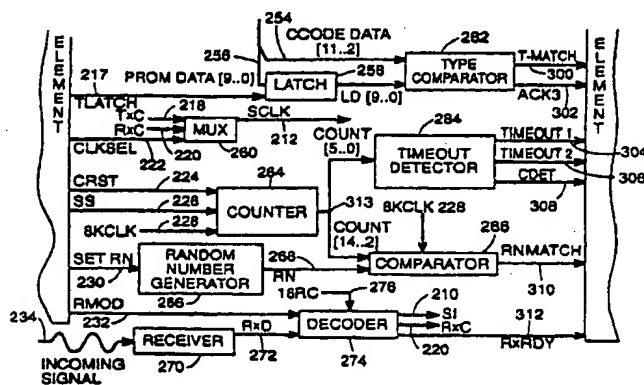 ELEMENT
254
CCODE DATA
[11..2]
282
ELEMENT
256
TYPE
COMPARATOR
T-MATCH
300
ACK3
302
PROM DATA [9..0]
LATCH
258
LD [9..0]
217
TLATCH
TxC
218
RxC
220
MUX
260
SCLK
212
CLKSEL
222
COUNT
[5..0]
284
TIMEOUT
DETECTOR
TIMEOUT 1
304
TIMEOUT 2
306
CDET
308
CRST
224
264
SS
226
COUNTER
313
8KCLK
228
COUNT
[14..2]
8KCLK 228
286
COMPARATOR
RNMATCH
310
SET RN
230
RANDOM
NUMBER
GENERATOR
266
268
RN
16RC
278
RMOD
232
DECODER
274
210
SI
RxC
220
312
RxRDY
234
INCOMING
SIGNAL
RECEIVER
270
RxD
272